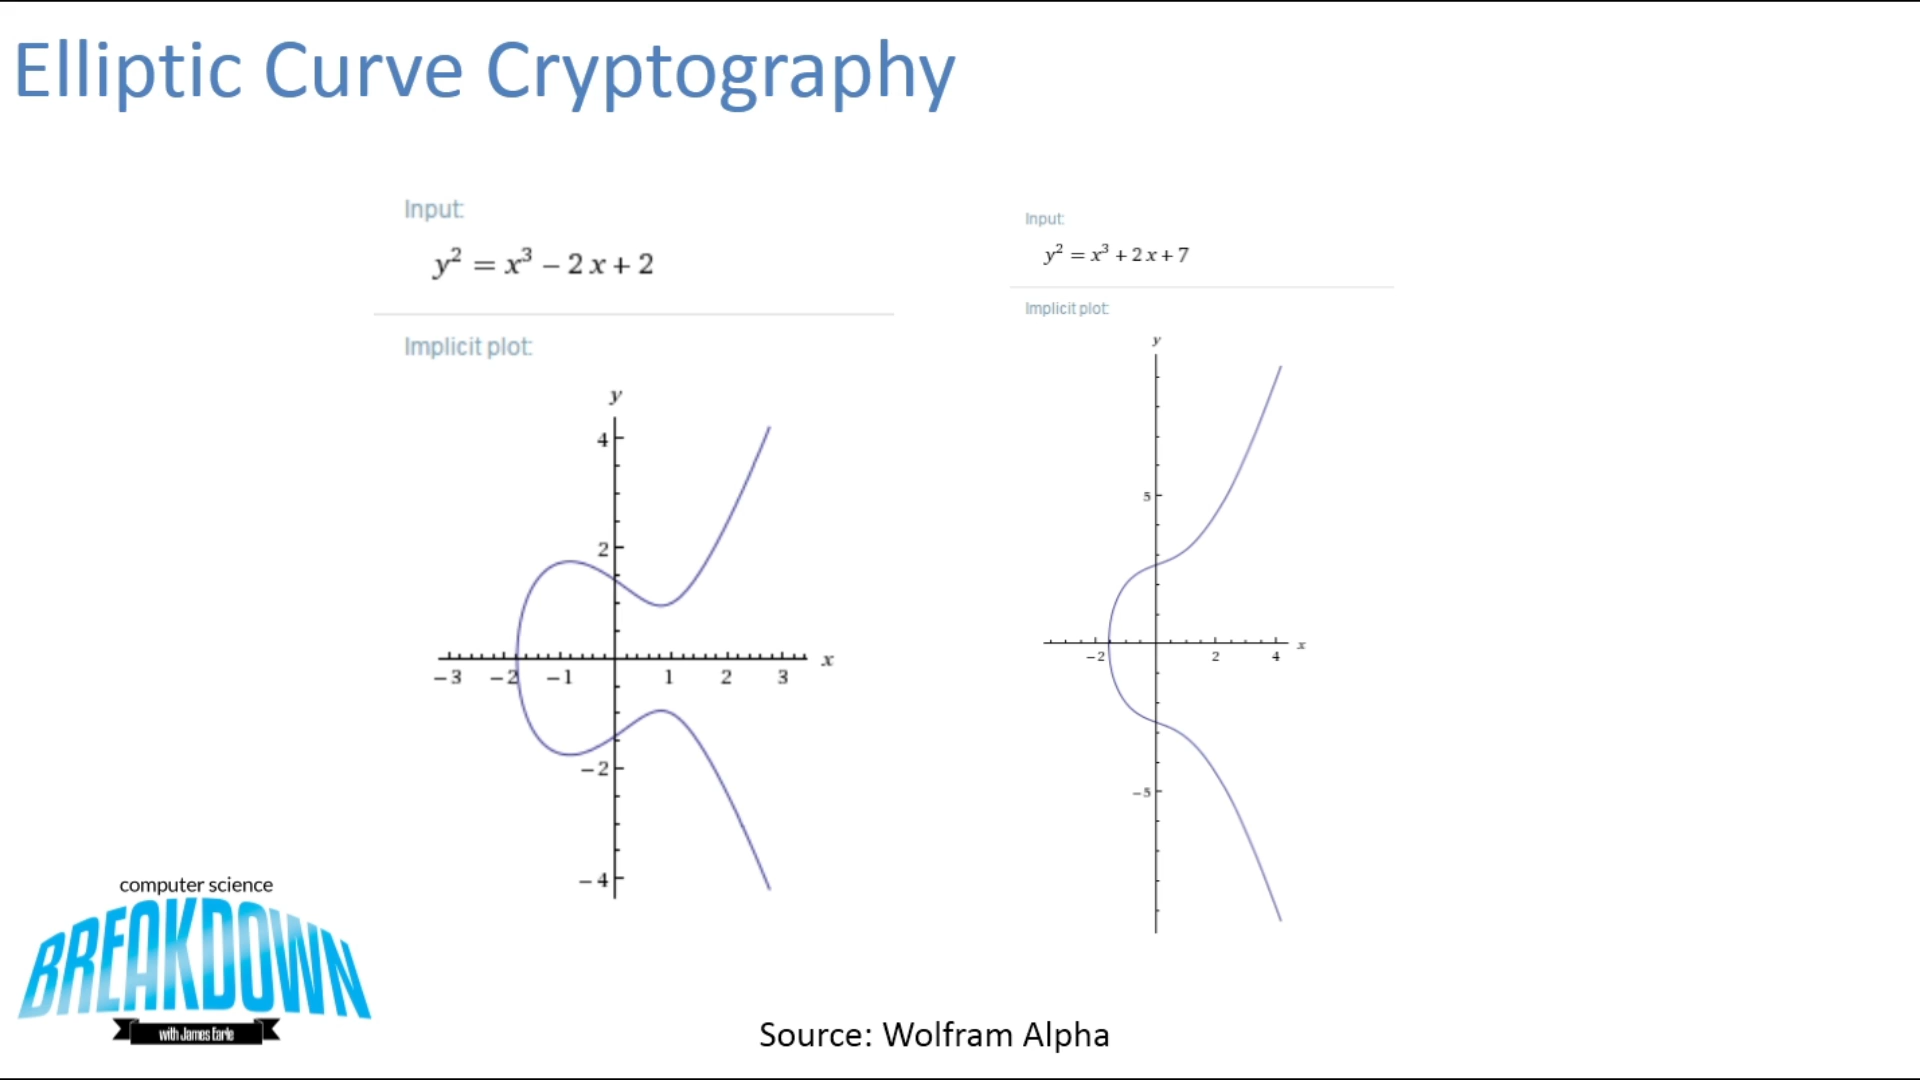 Elliptic Curve Cryptography
Input:
y² = x³ – 2 x + 2
Implicit plot:
y
4
2
–3 –2 –1 1 2 3 x
–2
–4
Input:
y² = x³ + 2 x + 7
Implicit plot:
y
5
–2 2 4 x
–5
computer science
BREAKDOWN
with James Earle
Source: Wolfram Alpha